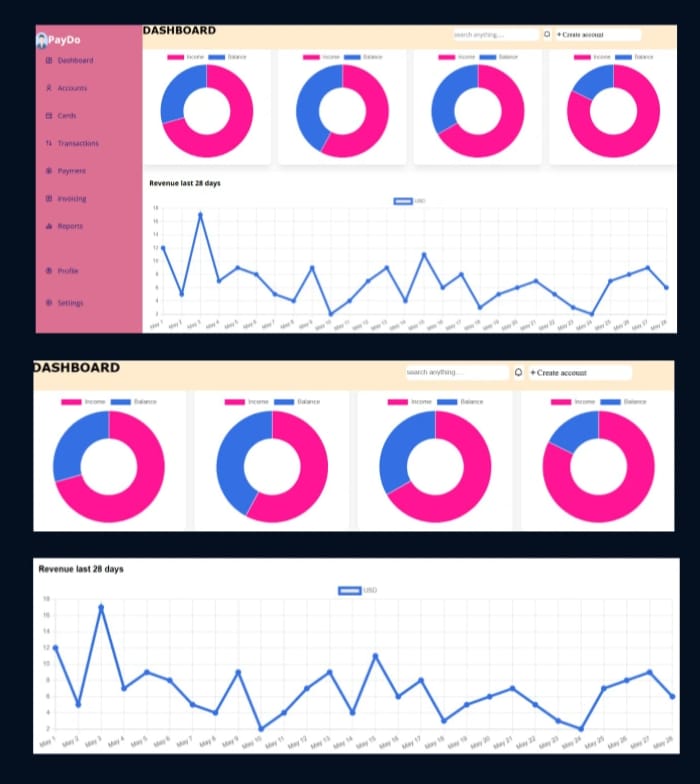 DASHBOARD
PayDo
search anything...
+ Create account
Dashboard
Accounts
Cards
Transactions
Payment
Invoicing
Reports
Profile
Settings
Income Balance
Income Balance
Income Balance
Income Balance
Revenue last 28 days
USD
18
16
14
12
10
8
6
4
2
May 1 May 2 May 3 May 4 May 5 May 6 May 7 May 8 May 9 May 10 May 11 May 12 May 13 May 14 May 15 May 16 May 17 May 18 May 19 May 20 May 21 May 22 May 23 May 24 May 25 May 26 May 27 May 28
DASHBOARD
search anything...
+ Create account
Income Balance
Income Balance
Income Balance
Income Balance
Revenue last 28 days
USD
18
16
14
12
10
8
6
4
2
May 1 May 2 May 3 May 4 May 5 May 6 May 7 May 8 May 9 May 10 May 11 May 12 May 13 May 14 May 15 May 16 May 17 May 18 May 19 May 20 May 21 May 22 May 23 May 24 May 25 May 26 May 27 May 28